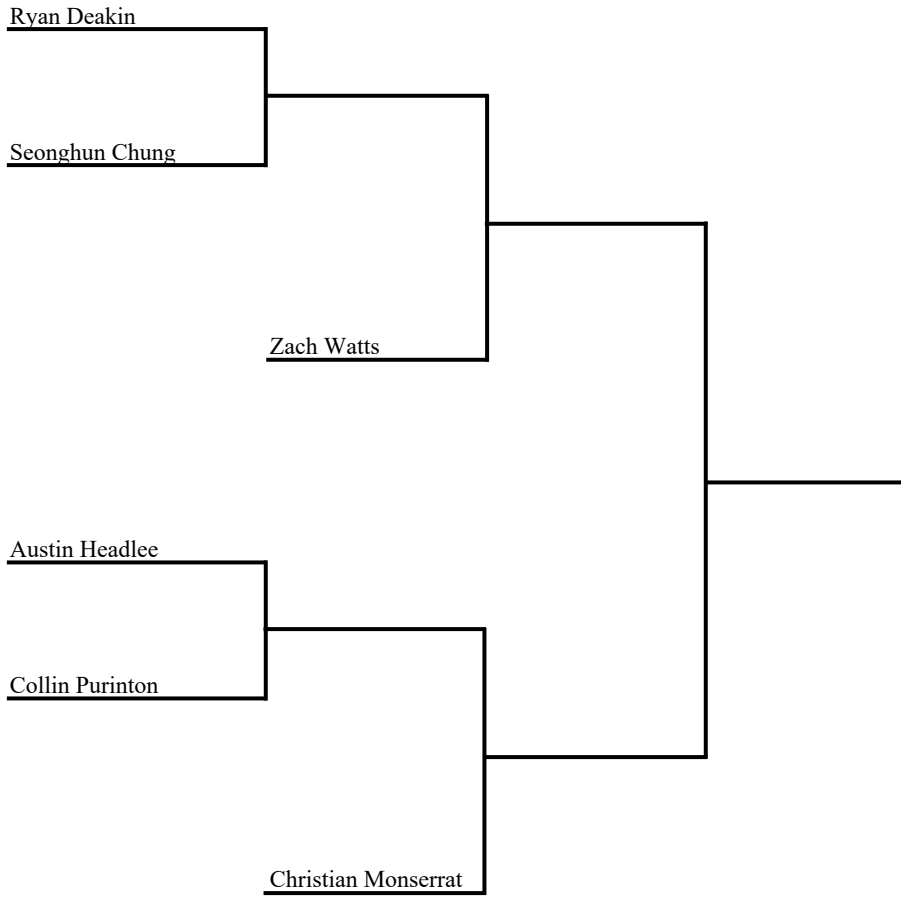 Ryan Deakin
Seonghun Chung
Zach Watts
Austin Headlee
Collin Purinton
Christian Monserrat